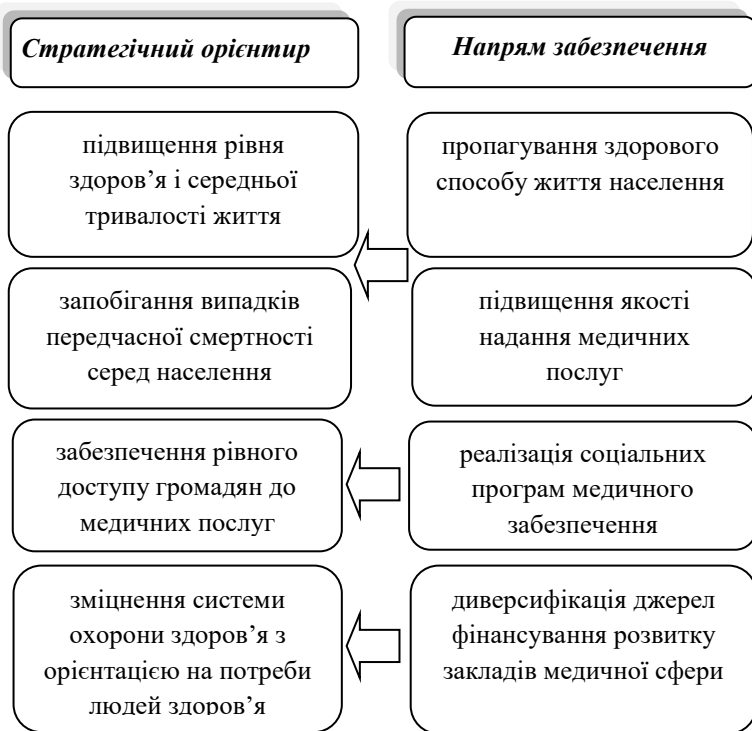 Стратегічний орієнтир
Напрям забезпечення
підвищення рівня
здоров’я і середньої
тривалості життя
пропагування здорового
способу життя населення
запобігання випадків
передчасної смертності
серед населення
підвищення якості
надання медичних
послуг
забезпечення рівного
доступу громадян до
медичних послуг
реалізація соціальних
програм медичного
забезпечення
зміцнення системи
охорони здоров’я з
орієнтацією на потреби
людей здоров’я
диверсифікація джерел
фінансування розвитку
закладів медичної сфери